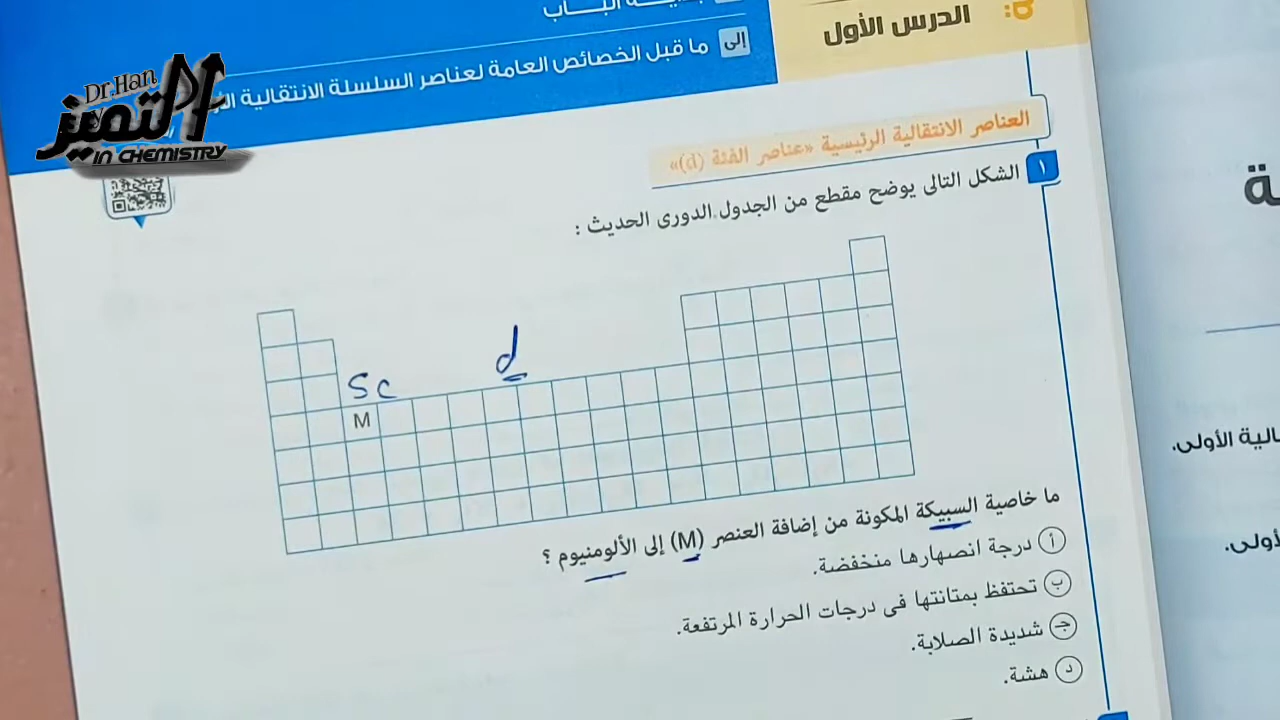 الدرس الأول
إلى ما قبل الخصائص العامة لعناصر السلسلة الانتقالية
Dr.Han
التميز
IN CHEMISTRY
العناصر الانتقالية الرئيسية «عناصر الفئة (d)»
١ الشكل التالى يوضح مقطع من الجدول الدورى الحديث :
d
Sc
M
ما خاصية السبيكة المكونة من إضافة العنصر (M) إلى الألومنيوم ؟
أ درجة انصهارها منخفضة.
ب تحتفظ بمتانتها فى درجات الحرارة المرتفعة.
جـ شديدة الصلابة.
د هشة.
الأولى.